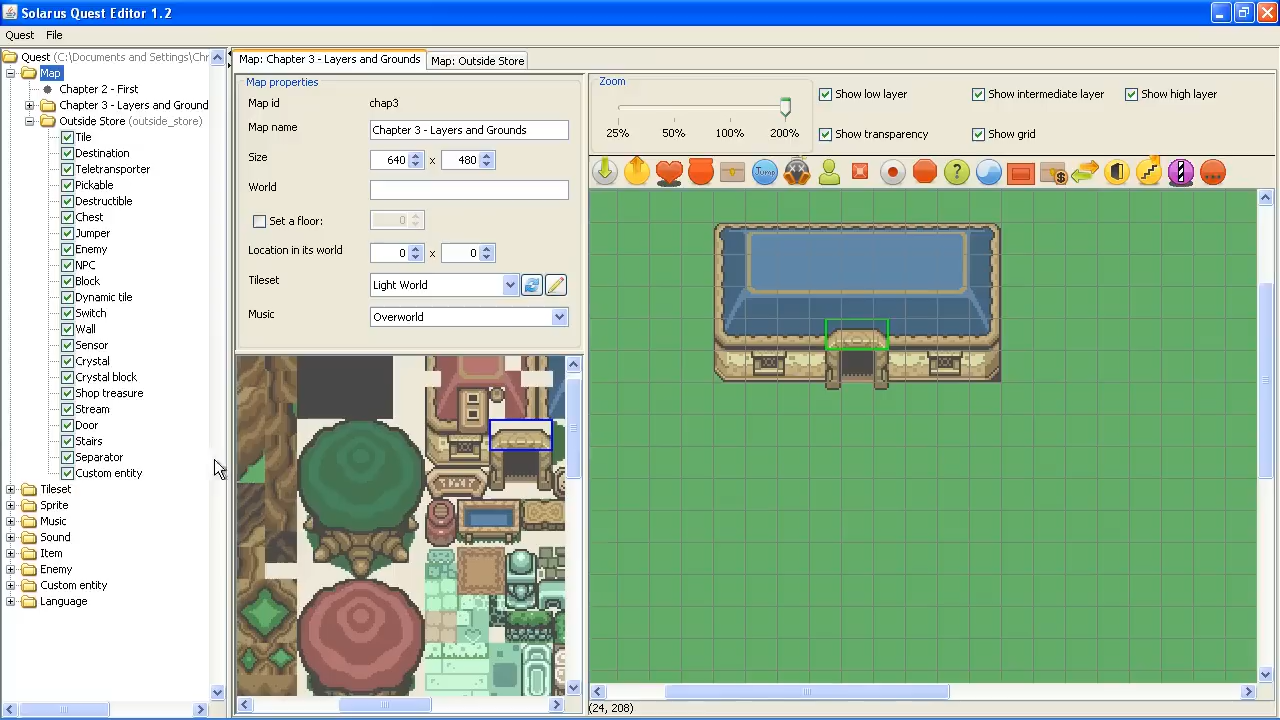 Solarus Quest Editor 1.2
Quest File
Quest (C:\Documents and Settings\Chr
Map
Chapter 2 - First
Chapter 3 - Layers and Ground
Outside Store (outside_store)
Tile
Destination
Teletransporter
Pickable
Destructible
Chest
Jumper
Enemy
NPC
Block
Dynamic tile
Switch
Wall
Sensor
Crystal
Crystal block
Shop treasure
Stream
Door
Stairs
Separator
Custom entity
Tileset
Sprite
Music
Sound
Item
Enemy
Custom entity
Language
Map: Chapter 3 - Layers and Grounds
Map: Outside Store
Map properties
Map id chap3
Map name Chapter 3 - Layers and Grounds
Size 640 x 480
World
Set a floor: 0
Location in its world 0 x 0
Tileset Light World
Music Overworld
Zoom
25% 50% 100% 200%
Show low layer Show intermediate layer Show high layer
Show transparency Show grid
Jump
?
$
(24, 208)